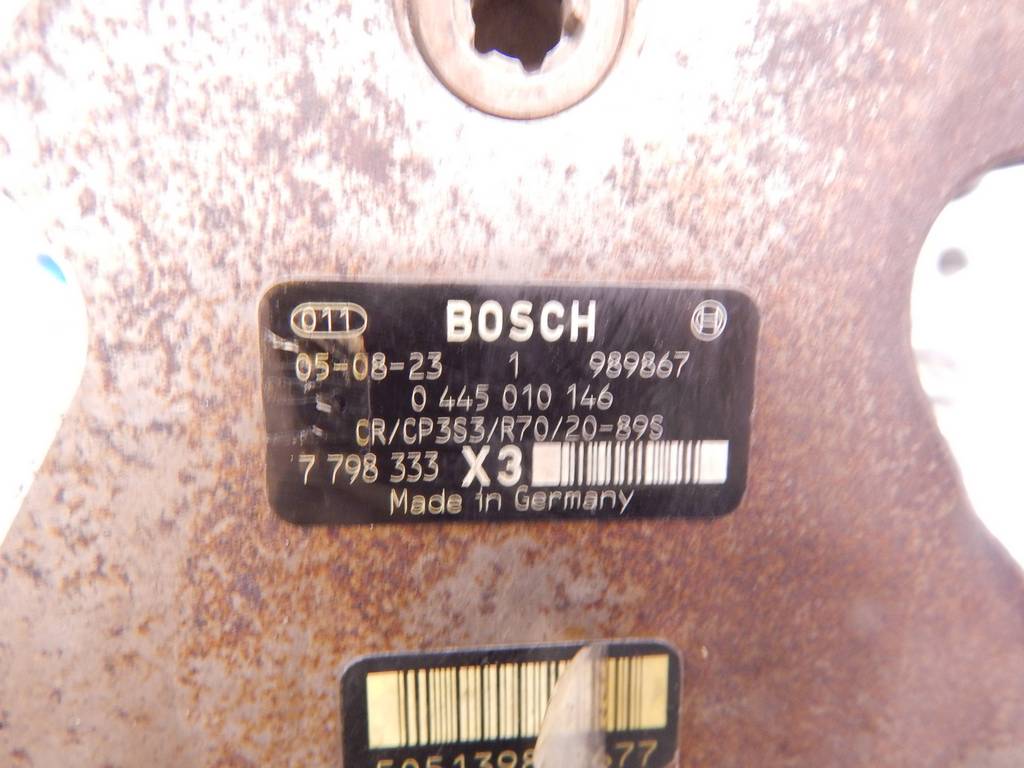 011 BOSCH
05-08-23 1 989867
0 445 010 146
CR/CP3S3/R70/20-89S
7 798 333 X3
Made in Germany